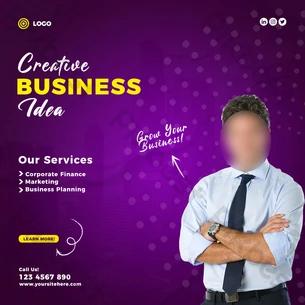 LOGO
Creative
BUSINESS
Idea
Grow Your
Business!
Our Services
Corporate Finance
Marketing
Business Planning
LEARN MORE!
Call Us!
123 4567 890
www.yoursitehere.com